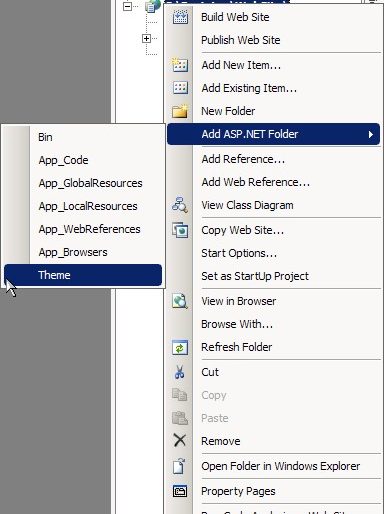 Build Web Site
Publish Web Site
Add New Item...
Add Existing Item...
New Folder
Add ASP.NET Folder
Bin
App_Code
App_GlobalResources
App_LocalResources
App_WebReferences
App_Browsers
Theme
Add Reference...
Add Web Reference...
View Class Diagram
Copy Web Site...
Start Options...
Set as StartUp Project
View in Browser
Browse With...
Refresh Folder
Cut
Copy
Paste
Remove
Open Folder in Windows Explorer
Property Pages